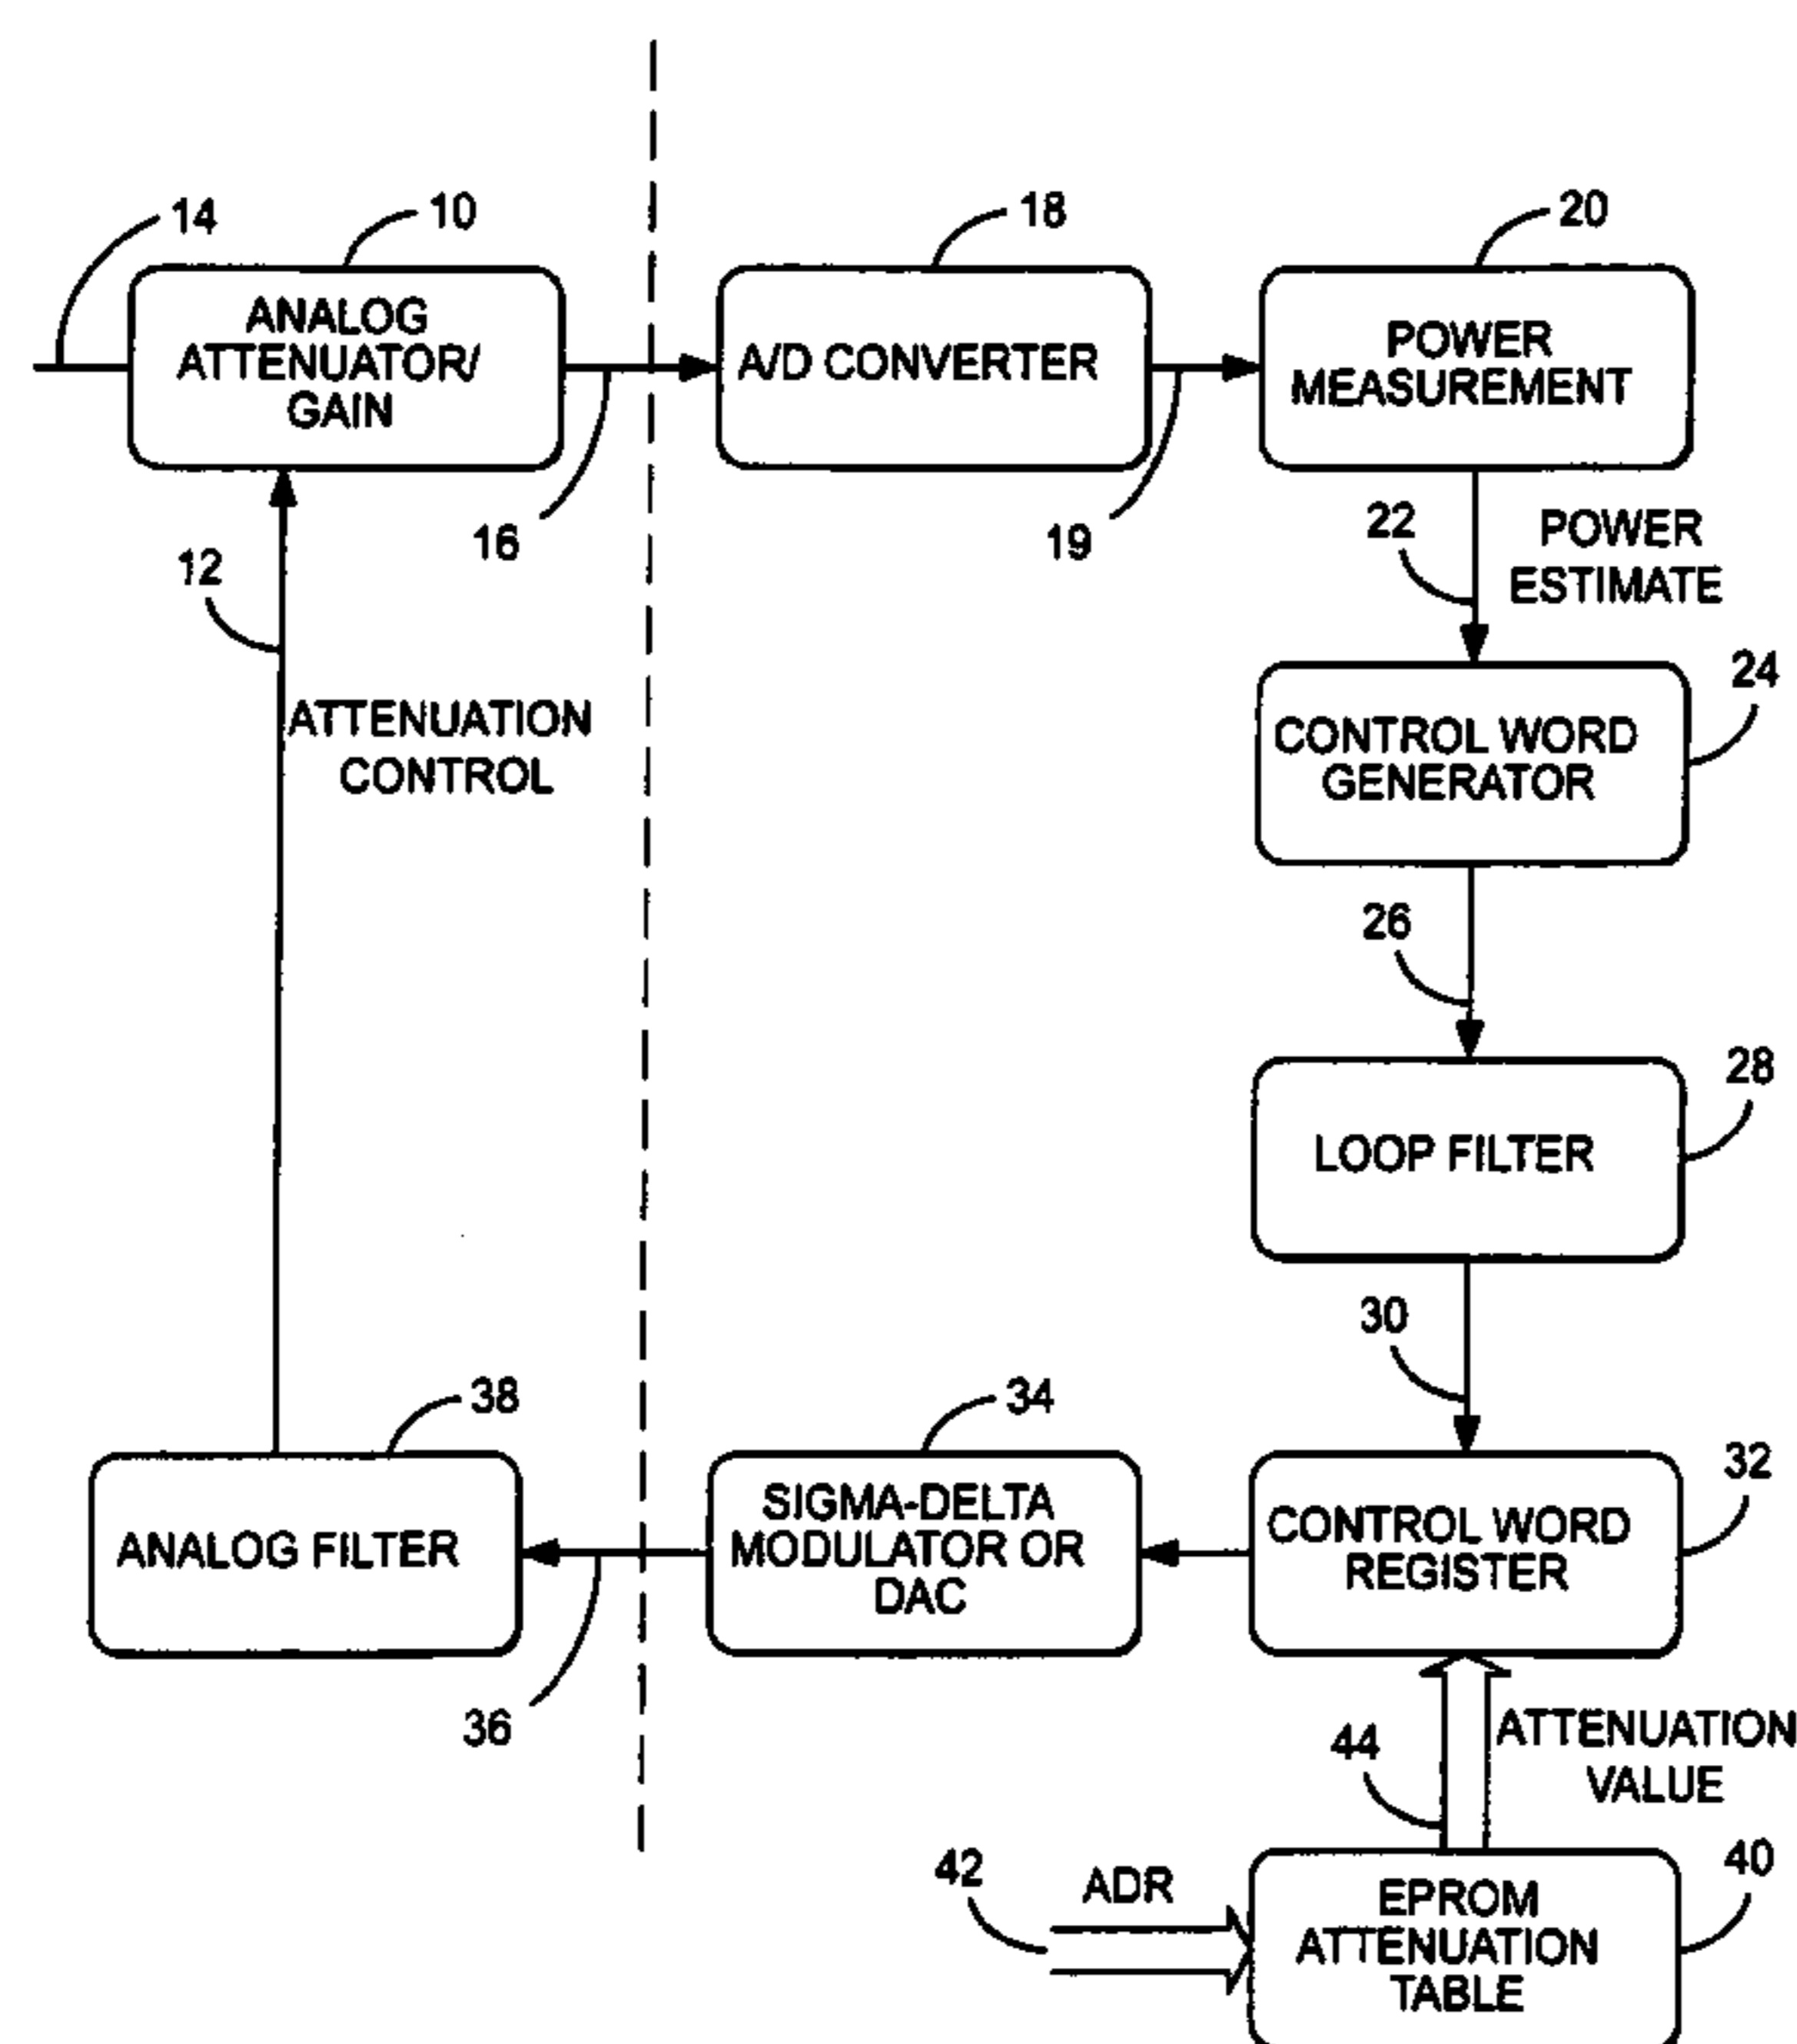 14
10
18
20
ANALOG
ATTENUATOR/
GAIN
A/D CONVERTER
POWER
MEASUREMENT
16
19
12
22
POWER
ESTIMATE
24
ATTENUATION
CONTROL
CONTROL WORD
GENERATOR
26
28
LOOP FILTER
30
38
34
32
ANALOG FILTER
SIGMA-DELTA
MODULATOR OR
DAC
CONTROL WORD
REGISTER
36
44
ATTENUATION
VALUE
42
ADR
40
EPROM
ATTENUATION
TABLE